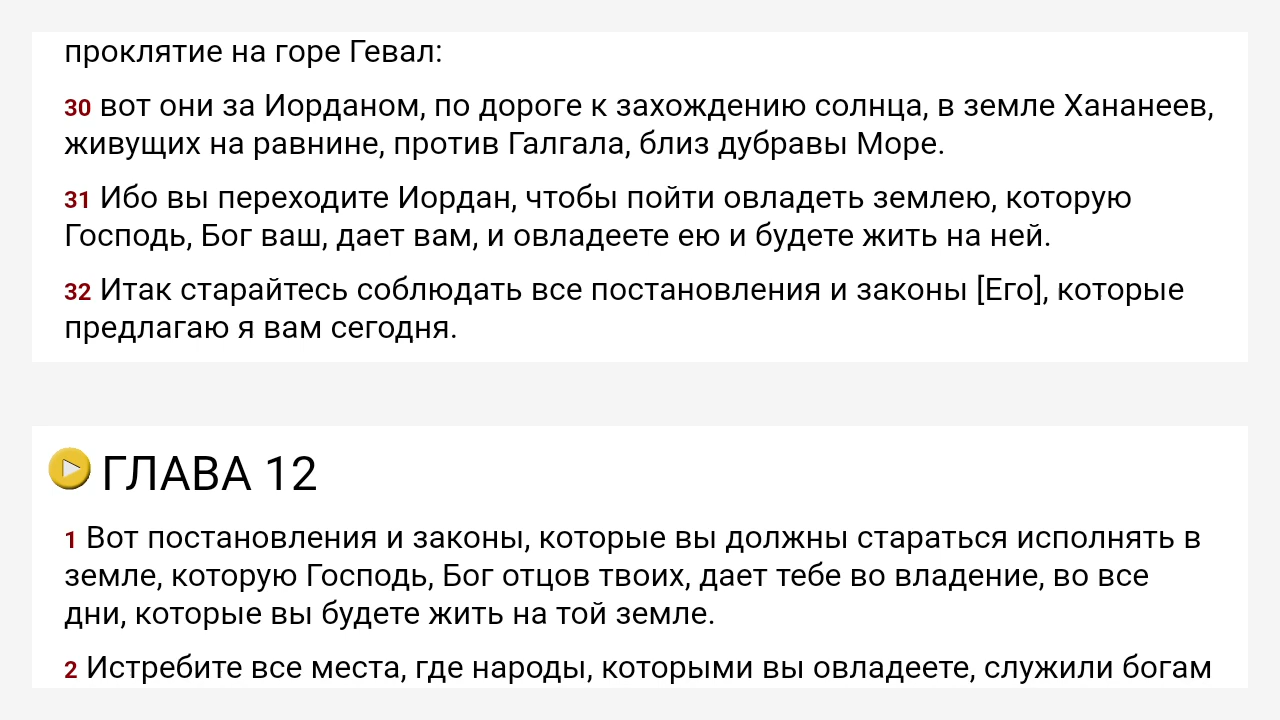 проклятие на горе Гевал:
30 вот они за Иорданом, по дороге к захождению солнца, в земле Хананеев,
живущих на равнине, против Галгала, близ дубравы Море.
31 Ибо вы переходите Иордан, чтобы пойти овладеть землею, которую
Господь, Бог ваш, дает вам, и овладеете ею и будете жить на ней.
32 Итак старайтесь соблюдать все постановления и законы [Его], которые
предлагаю я вам сегодня.
ГЛАВА 12
1 Вот постановления и законы, которые вы должны стараться исполнять в
земле, которую Господь, Бог отцов твоих, дает тебе во владение, во все
дни, которые вы будете жить на той земле.
2 Истребите все места, где народы, которыми вы овладеете, служили богам